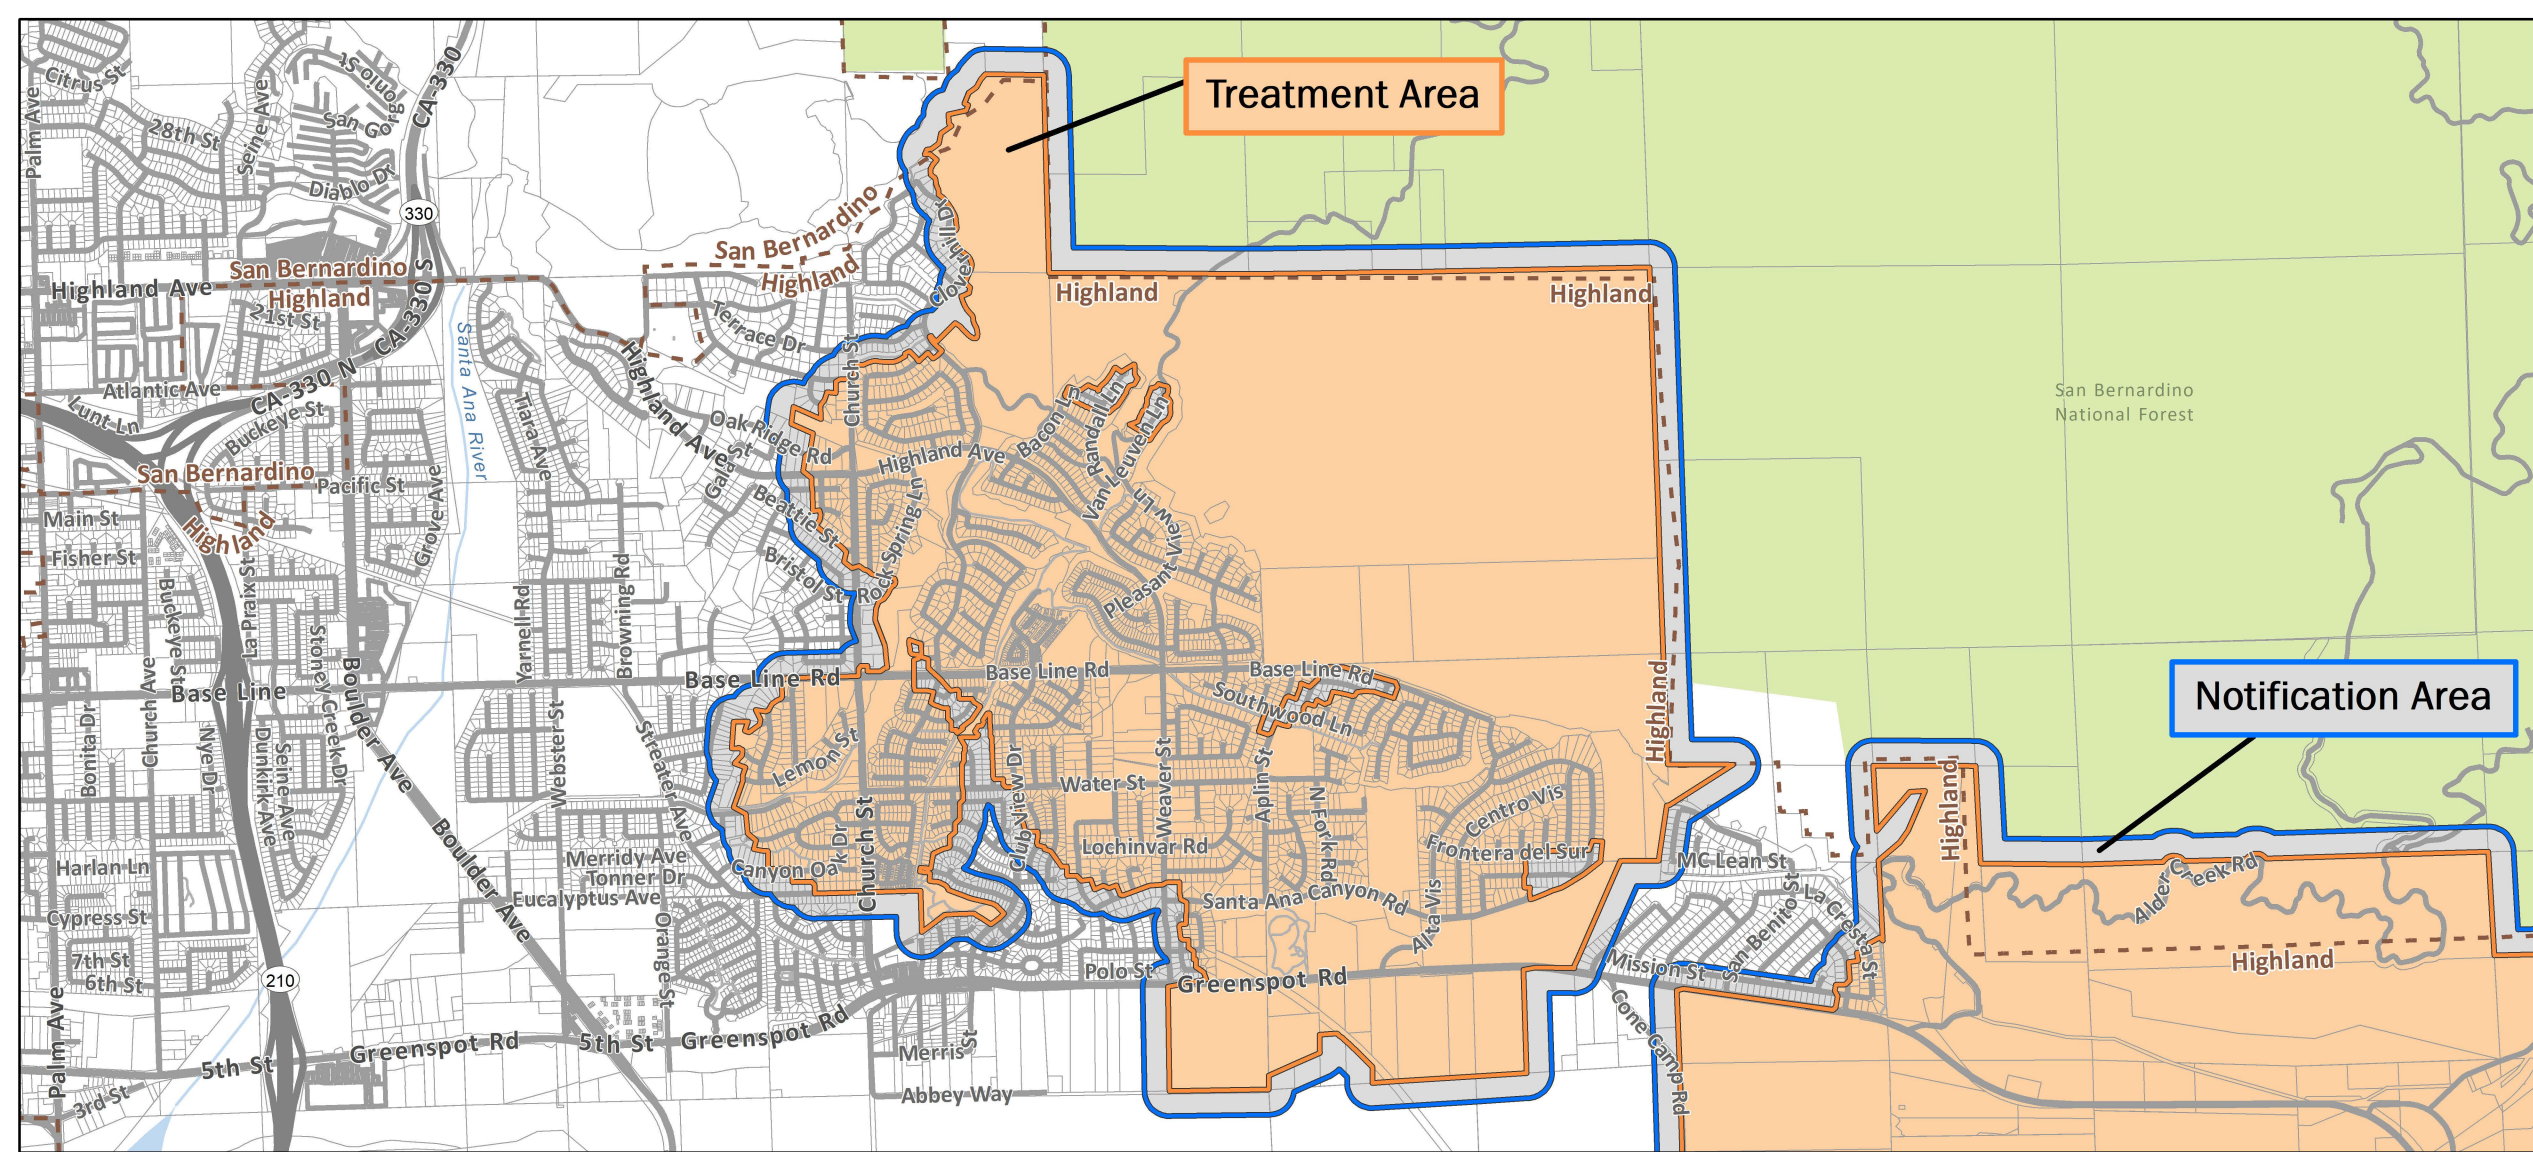 Treatment Area
Notification Area
San Bernardino
National Forest
Citrus St
Palm Ave
28th St
Seine Ave
San Gorgonio St
Diablo Dr
CA-330
330
San Bernardino
Highland
Highland Ave
21st St
CA-330 S
CA-330 N
Atlantic Ave
Lunt Ln
Buckeye St
San Bernardino
Highland
Pacific St
Main St
Fisher St
Grove Ave
Santa Ana River
Tiara Ave
Highland Ave
Terrace Dr
San Bernardino
Highland
Cloverhill Dr
Church St
Oak Ridge Rd
Gala St
Beattie St
Bristol St
Rock Spring Ln
Highland Ave
Bacon Ln
Randall Ln
Van Leuven Ln
Pleasant View Ln
Highland
Highland
Highland
Buckeye St
La Praix St
Stoney Creek Dr
Boulder Ave
Yarnell Rd
Browning Rd
Base Line
Base Line Rd
Base Line Rd
Base Line Rd
Southwood Ln
Church Ave
Bonita Dr
Nye Dr
Dunkirk Ave
Seine Ave
Webster St
Streater Ave
Lemon St
Club View Dr
Water St
Weaver St
Aplin St
N Fork Rd
Centro Vis
Frontera del Sur
Lochinvar Rd
Santa Ana Canyon Rd
Alta Vis
Harlan Ln
Cypress St
7th St
6th St
Boulder Ave
Merridy Ave
Tonner Dr
Eucalyptus Ave
Orange St
Canyon Oak Dr
Church St
Polo St
Greenspot Rd
MC Lean St
San Benito St
La Cresta St
Mission St
Cone Camp Rd
Highland
Alder Creek Rd
Highland
210
Palm Ave
5th St
3rd St
Greenspot Rd
5th St
Greenspot Rd
Merris St
Abbey Way